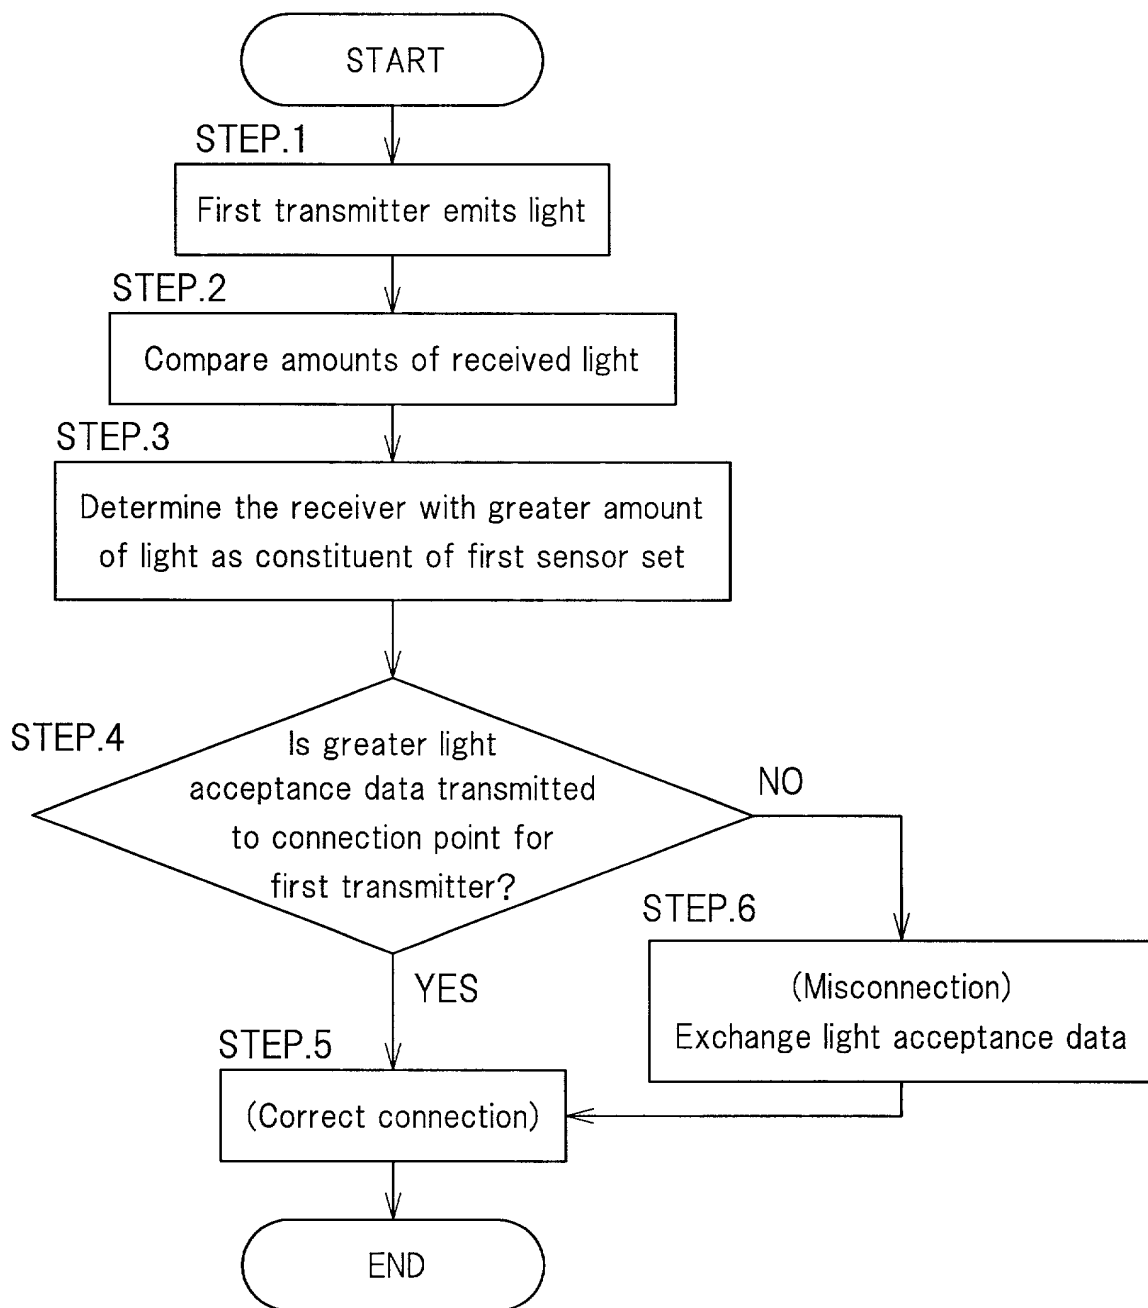 START
STEP.1
First transmitter emits light
STEP.2
Compare amounts of received light
STEP.3
Determine the receiver with greater amount
of light as constituent of first sensor set
STEP.4
Is greater light
acceptance data transmitted
to connection point for
first transmitter?
NO
YES
STEP.6
(Misconnection)
Exchange light acceptance data
STEP.5
(Correct connection)
END